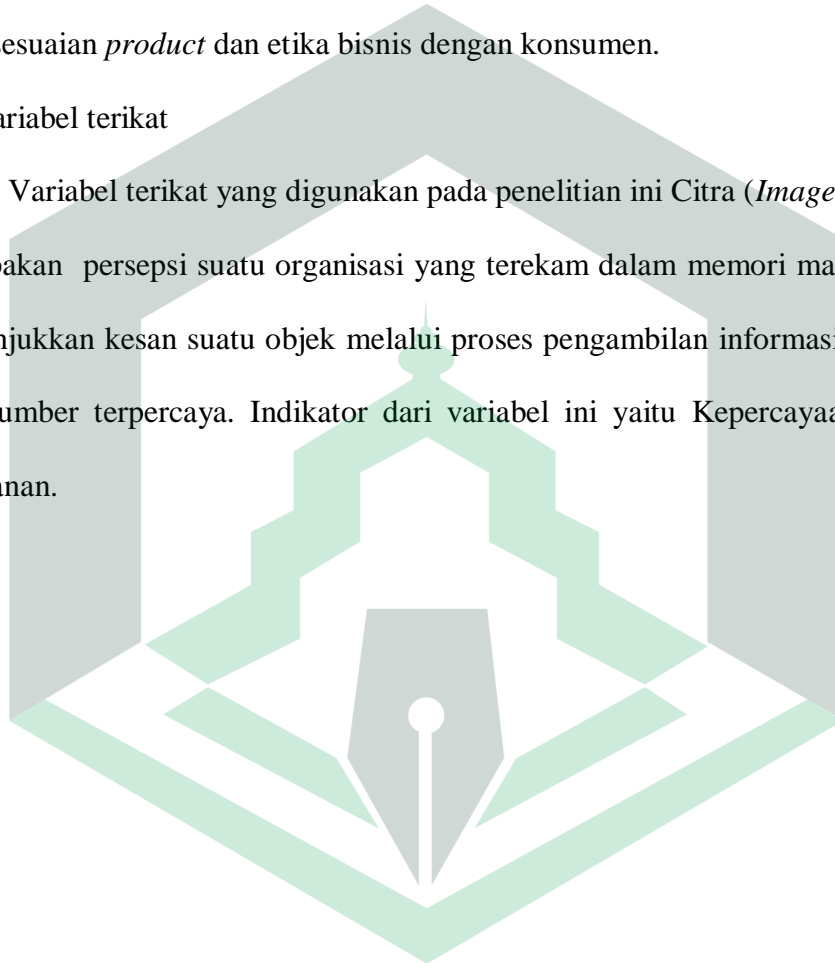 esuaian product dan etika bisnis dengan konsumen.
ariabel terikat
Variabel terikat yang digunakan pada penelitian ini Citra (Image
akan persepsi suatu organisasi yang terekam dalam memori ma
njukkan kesan suatu objek melalui proses pengambilan informasi
umber terpercaya. Indikator dari variabel ini yaitu Kepercayaa
anan.